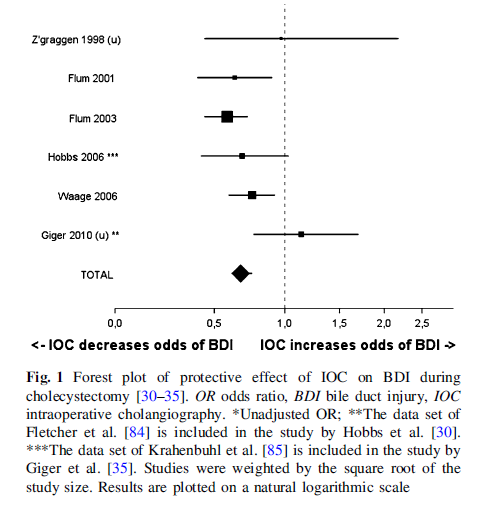 Z'graggen 1998 (u)
Flum 2001
Flum 2003
Hobbs 2006 ***
Waage 2006
Giger 2010 (u) **
TOTAL
0,0 0,5 1,0 1,5 2,0 2,5
<- IOC decreases odds of BDI IOC increases odds of BDI ->
Fig. 1 Forest plot of protective effect of IOC on BDI during
cholecystectomy [30–35]. OR odds ratio, BDI bile duct injury, IOC
intraoperative cholangiography. *Unadjusted OR; **The data set of
Fletcher et al. [84] is included in the study by Hobbs et al. [30].
***The data set of Krahenbuhl et al. [85] is included in the study by
Giger et al. [35]. Studies were weighted by the square root of the
study size. Results are plotted on a natural logarithmic scale